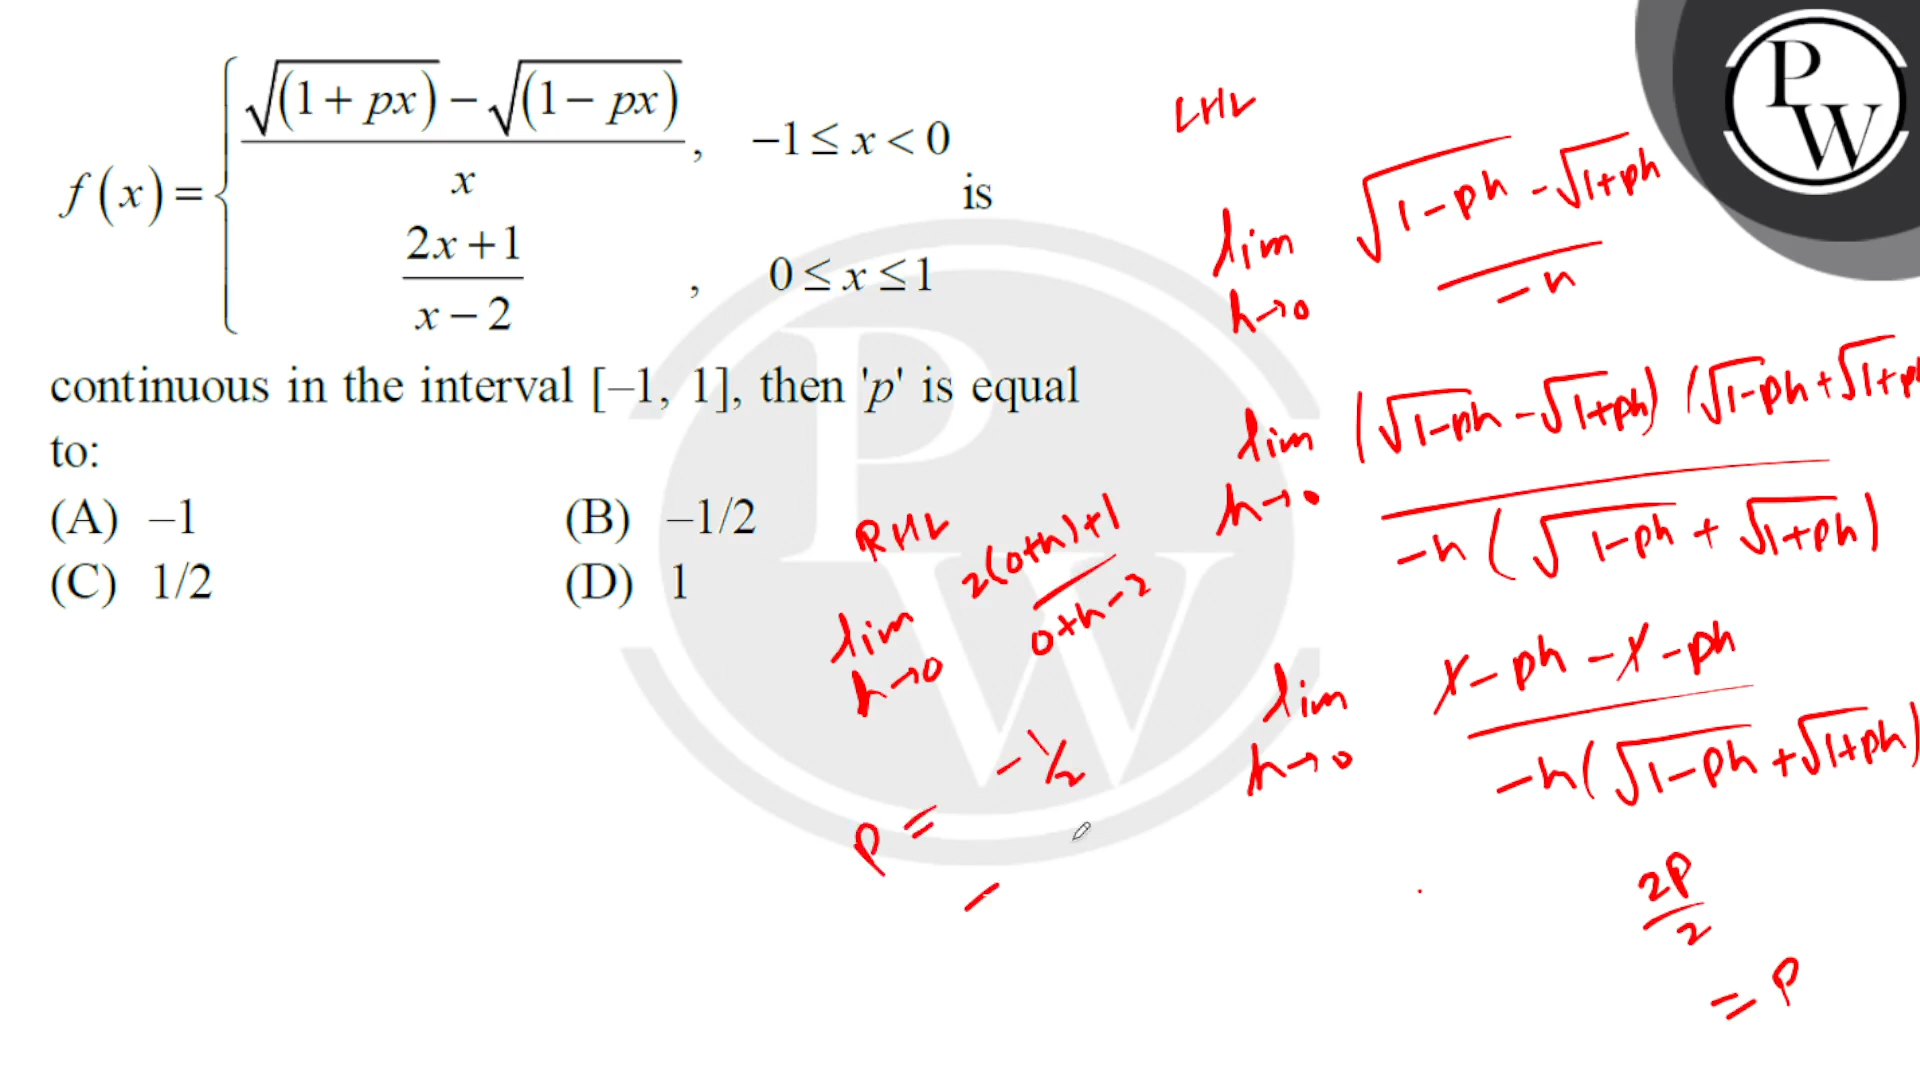 f(x) = { √(1 + px) − √(1 − px) / x , −1 ≤ x < 0
2x + 1 / x − 2 , 0 ≤ x ≤ 1
is
continuous in the interval [–1, 1], then 'p' is equal
to:
(A) –1 (B) –1/2
(C) 1/2 (D) 1
RHL
lim h→0 2(0+h)+1 / 0+h−2
−1/2
P =
−
LHL
lim h→0 √1−ph − √1+ph / −h
lim h→0 (√1−ph − √1+ph) (√1−ph + √1+ph / −h (√1−ph + √1+ph)
lim h→0 1 − ph − 1 − ph / −h (√1−ph + √1+ph)
2P / 2
= P
P
W
P
W